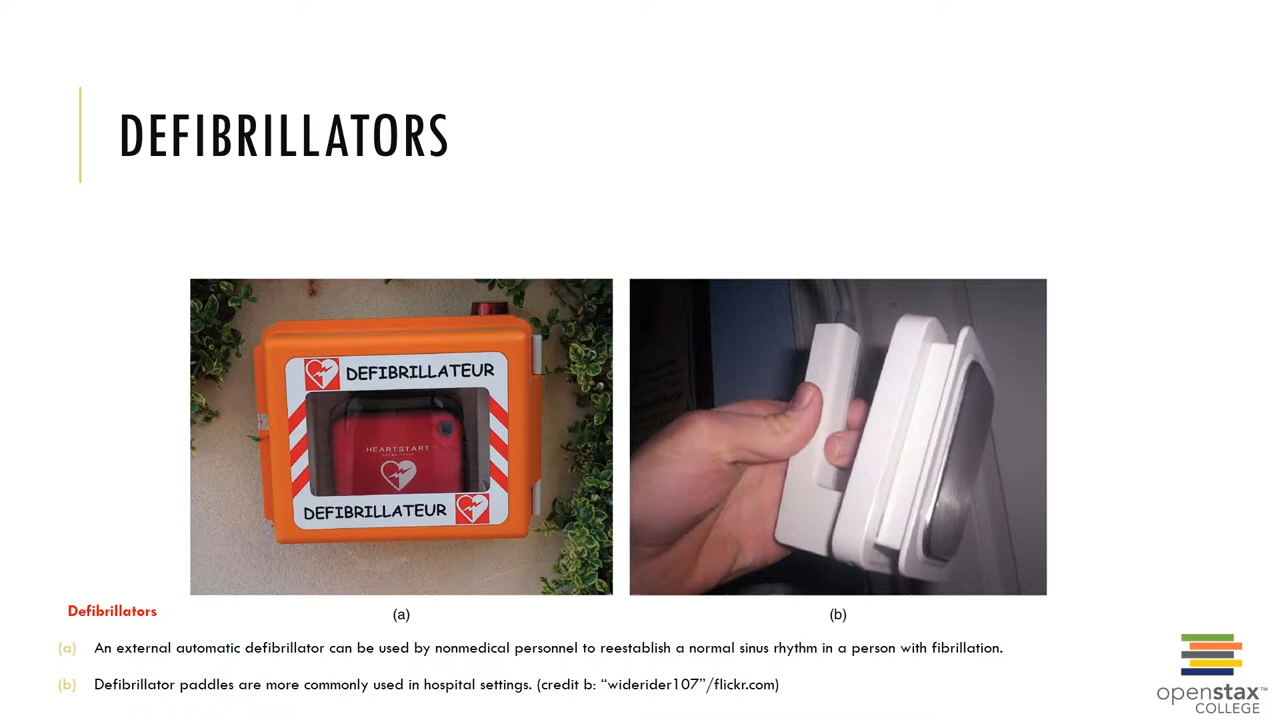 DEFIBRILLATORS
DEFIBRILLATEUR
HEARTSTART
DEFIBRILLATEUR
(a)
(b)
Defibrillators
(a) An external automatic defibrillator can be used by nonmedical personnel to reestablish a normal sinus rhythm in a person with fibrillation.
(b) Defibrillator paddles are more commonly used in hospital settings. (credit b: “widerider107”/flickr.com)
openstax™
COLLEGE